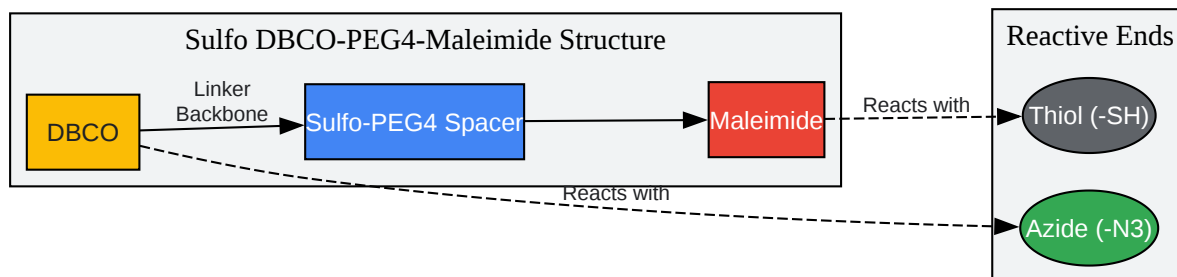 Sulfo DBCO-PEG4-Maleimide Structure
Reactive Ends
Linker
Backbone
DBCO
Sulfo-PEG4 Spacer
Maleimide
Reacts with
Thiol (-SH)
Reacts with
Azide (-N3)